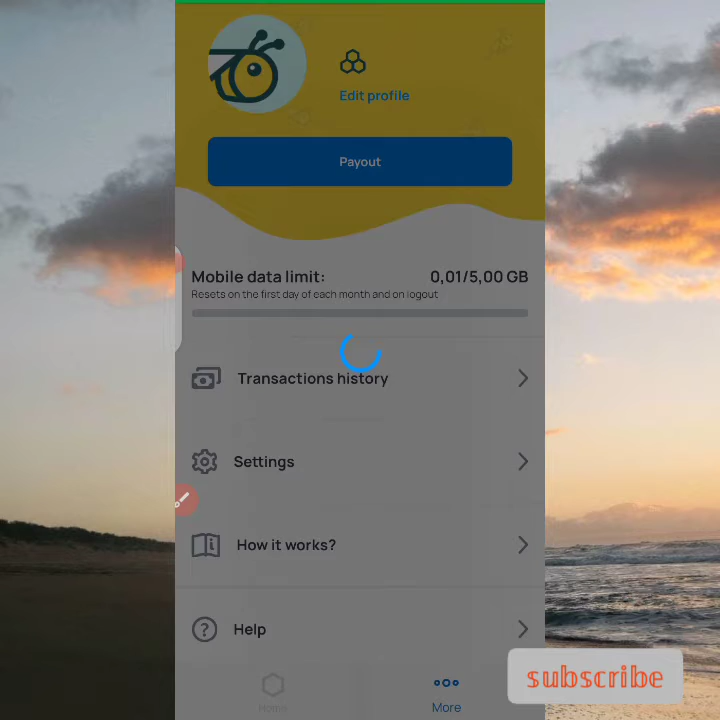 Edit profile
Payout
Mobile data limit: 0,01/5,00 GB
Resets on the first day of each month and on logout
Transactions history
Settings
How it works?
Help
Home
More
subscribe